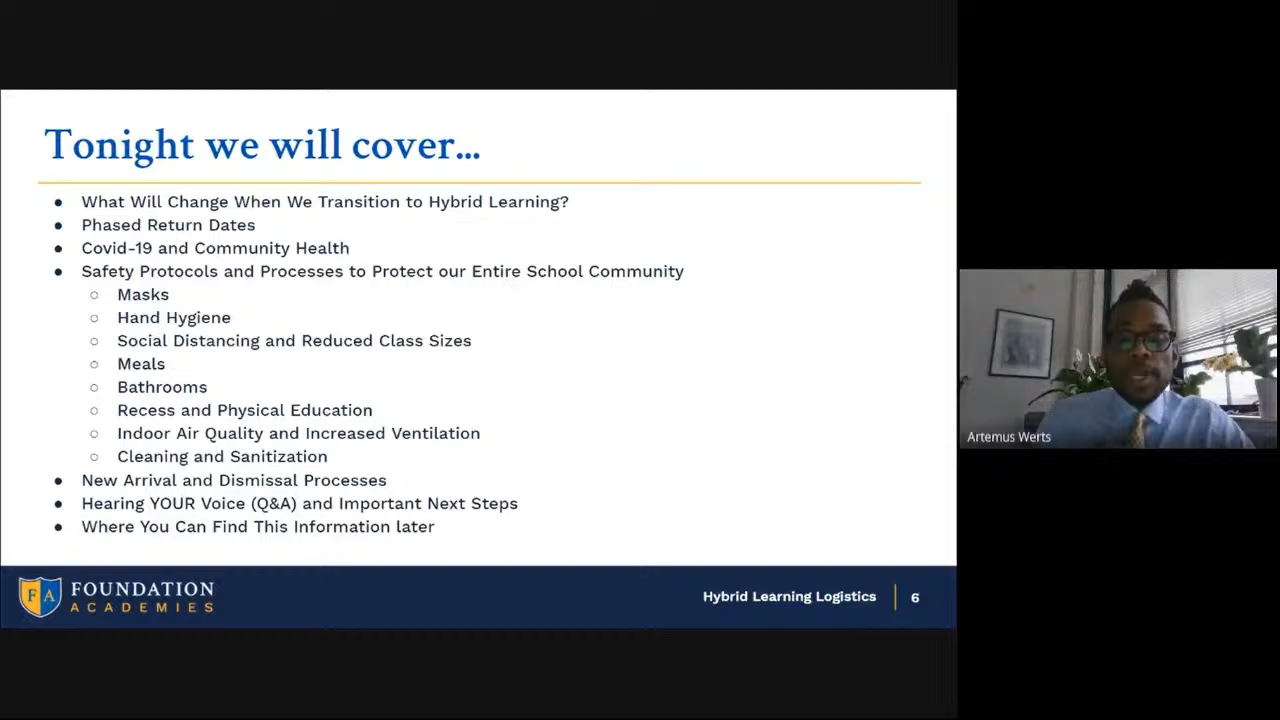 Tonight we will cover...
● What Will Change When We Transition to Hybrid Learning?
● Phased Return Dates
● Covid-19 and Community Health
● Safety Protocols and Processes to Protect our Entire School Community
○ Masks
○ Hand Hygiene
○ Social Distancing and Reduced Class Sizes
○ Meals
○ Bathrooms
○ Recess and Physical Education
○ Indoor Air Quality and Increased Ventilation
○ Cleaning and Sanitization
● New Arrival and Dismissal Processes
● Hearing YOUR Voice (Q&A) and Important Next Steps
● Where You Can Find This Information later
FA
FOUNDATION
ACADEMIES
Hybrid Learning Logistics | 6
Artemus Werts